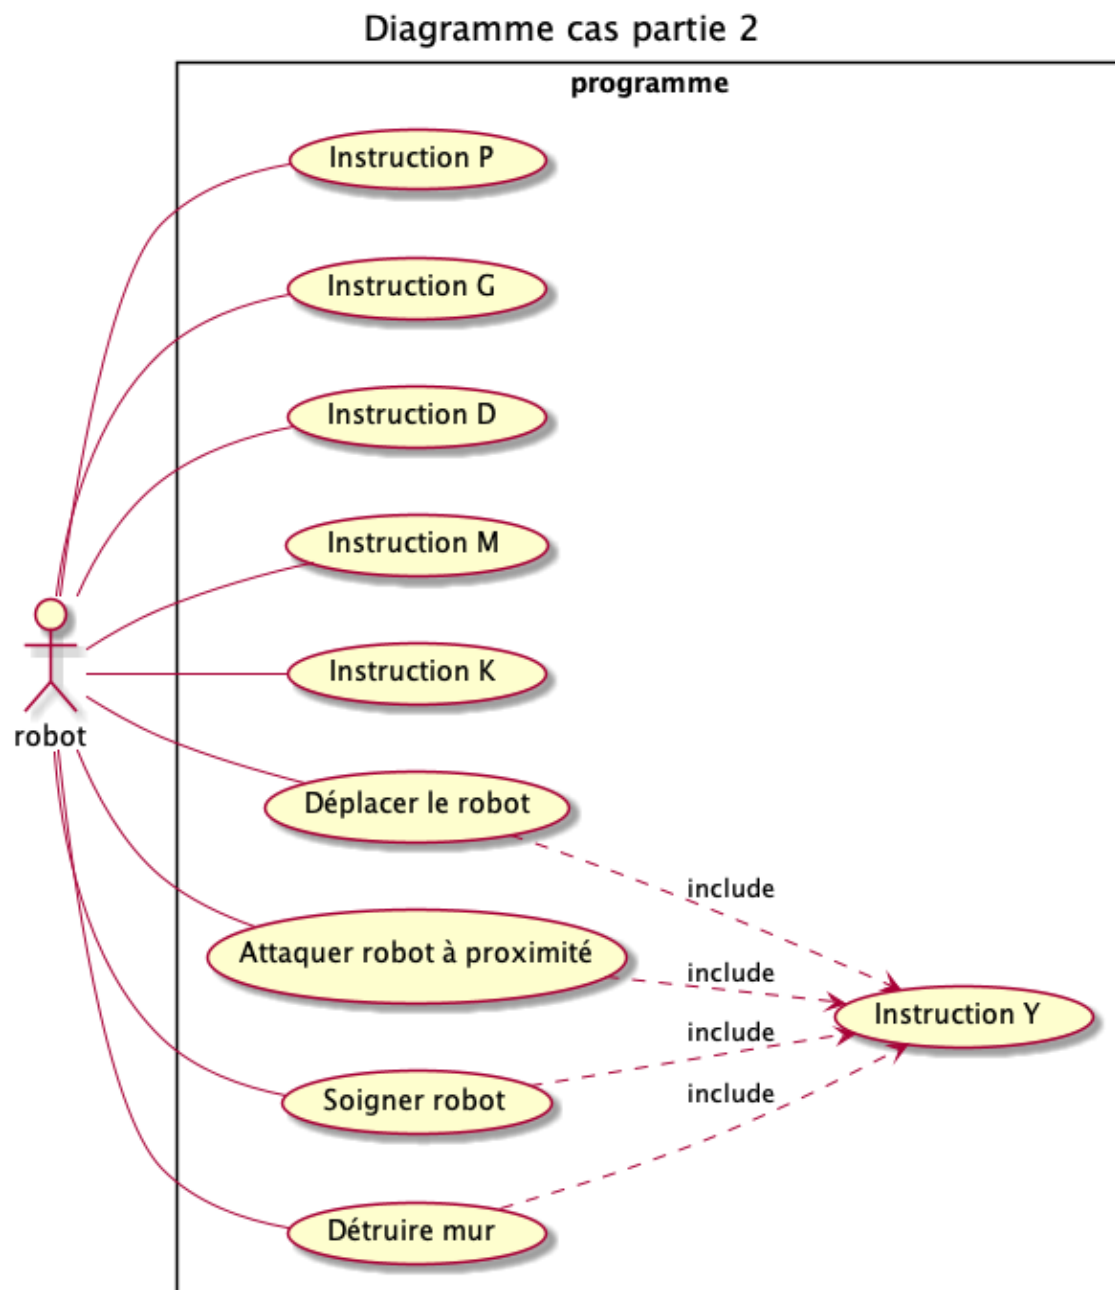 Diagramme cas partie 2
programme
Instruction P
Instruction G
Instruction D
Instruction M
Instruction K
robot
Déplacer le robot
include
Attaquer robot à proximité
include
Instruction Y
include
Soigner robot
include
Détruire mur